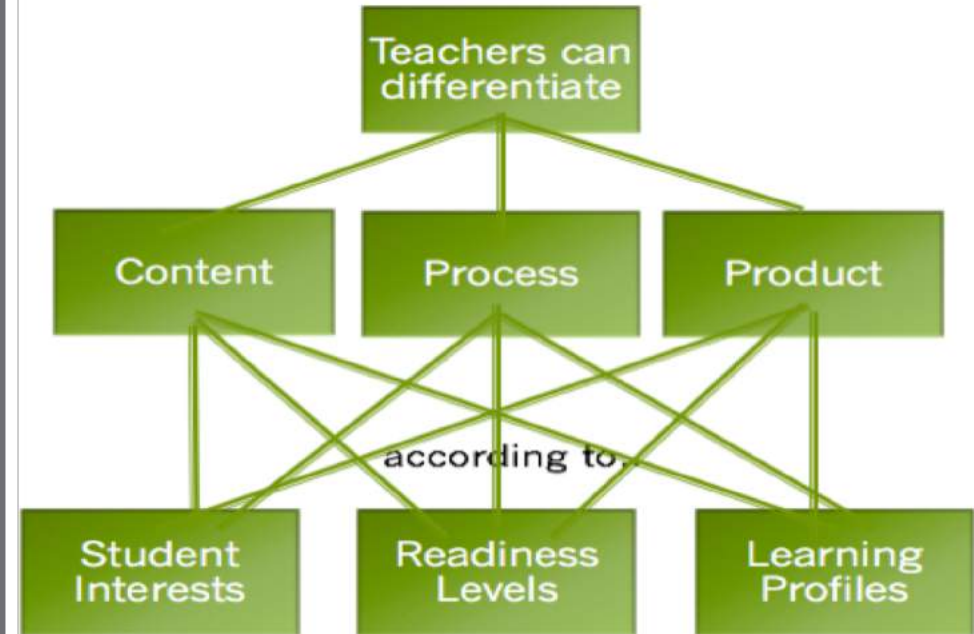 Teachers can
differentiate
Content
Process
Product
according to...
Student
Interests
Readiness
Levels
Learning
Profiles